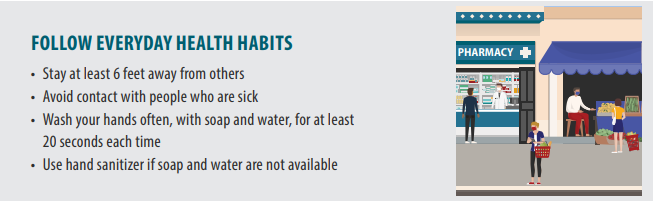 FOLLOW EVERYDAY HEALTH HABITS
• Stay at least 6 feet away from others
• Avoid contact with people who are sick
• Wash your hands often, with soap and water, for at least
20 seconds each time
• Use hand sanitizer if soap and water are not available
PHARMACY